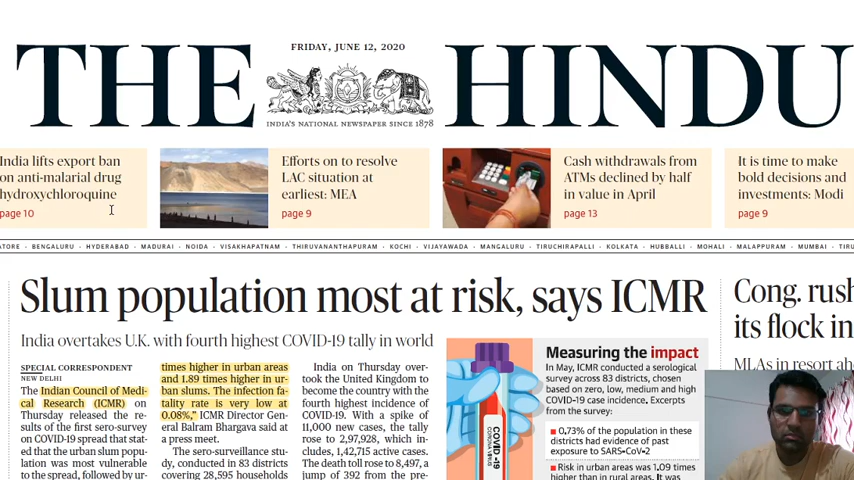 THE HINDU
FRIDAY, JUNE 12, 2020
INDIA'S NATIONAL NEWSPAPER SINCE 1878
India lifts export ban
on anti-malarial drug
hydroxychloroquine
page 10
Efforts on to resolve
LAC situation at
earliest: MEA
page 9
Cash withdrawals from
ATMs declined by half
in value in April
page 13
It is time to make
bold decisions and
investments: Modi
page 9
BENGALURU • HYDERABAD • MADURAI • NOIDA • VISAKHAPATNAM • THIRUVANANTHAPURAM • KOCHI • VIJAYAWADA • MANGALURU • TIRUCHIRAPALLI • KOLKATA • HUBBALLI • MOHALI • MALAPPURAM • MUMBAI
Slum population most at risk, says ICMR
India overtakes U.K. with fourth highest COVID-19 tally in world
SPECIAL CORRESPONDENT
NEW DELHI
The Indian Council of Medi-
cal Research (ICMR) on
Thursday released the re-
sults of the first sero-survey
on COVID-19 spread that stat-
ed that the urban slum popu-
lation was most vulnerable
to the spread, followed by ur-
times higher in urban areas
and 1.89 times higher in ur-
ban slums. The infection fa-
tality rate is very low at
0.08%," ICMR Director Gen-
eral Balram Bhargava said at
a press meet.
The sero-surveillance stu-
dy, conducted in 83 districts
covering 28,595 households
India on Thursday over-
took the United Kingdom to
become the country with the
fourth highest incidence of
COVID-19. With a spike of
11,000 new cases, the tally
rose to 2,97,928, which in-
cludes, 1,42,715 active cases.
The death toll rose to 8,497, a
jump of 392 from the pre-
Measuring the impact
In May, ICMR conducted a serological
survey across 83 districts, chosen
based on zero, low, medium and high
COVID-19 case incidence. Excerpts
from the survey:
0.73% of the population in these
districts had evidence of past
exposure to SARS-CoV-2
Risk in urban areas was 1.09 times
higher than in rural areas. It was
COVID -19
CORONA VIRUS
Cong. rush
its flock in
MLAs in resort